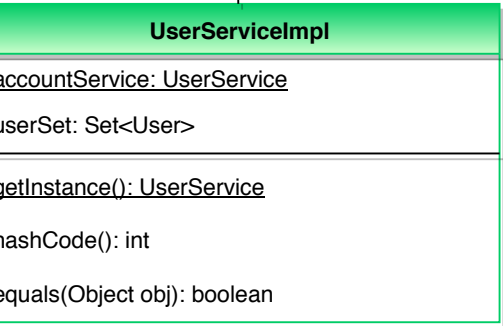 UserServiceImpl
accountService: UserService
userSet: Set<User>
getInstance(): UserService
hashCode(): int
equals(Object obj): boolean